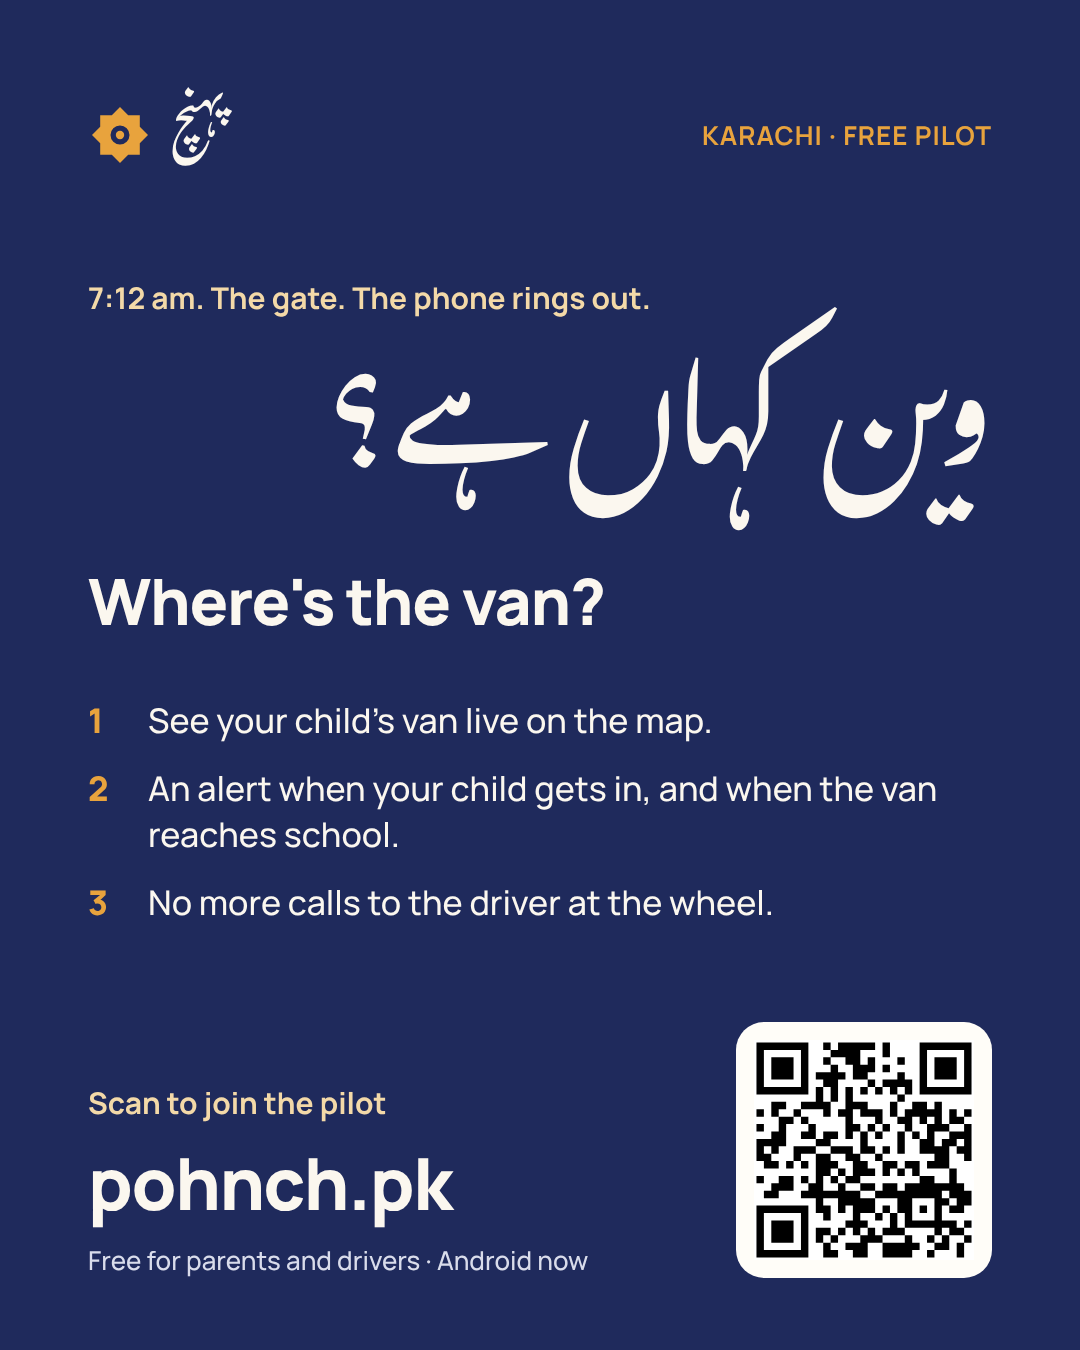 پہنچ
KARACHI · FREE PILOT
7:12 am. The gate. The phone rings out.
وین کہاں ہے؟
Where's the van?
1 See your child’s van live on the map.
2 An alert when your child gets in, and when the van
reaches school.
3 No more calls to the driver at the wheel.
Scan to join the pilot
pohnch.pk
Free for parents and drivers · Android now